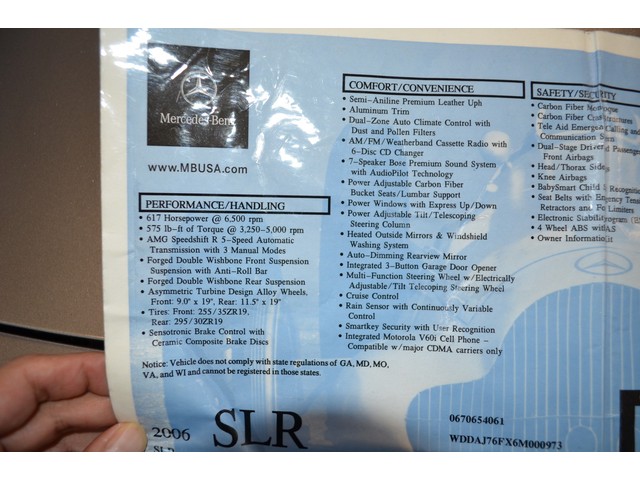 Mercedes-Benz
www.MBUSA.com
PERFORMANCE/HANDLING
• 617 Horsepower @ 6,500 rpm
• 575 lb-ft of Torque @ 3,250-5,000 rpm
• AMG Speedshift R 5-Speed Automatic
Transmission with 3 Manual Modes
• Forged Double Wishbone Front Suspension
Suspension with Anti-Roll Bar
• Forged Double Wishbone Rear Suspension
• Asymmetric Turbine Design Alloy Wheels,
Front: 9.0" x 19", Rear: 11.5" x 19"
• Tires: Front: 255/35ZR19,
Rear: 295/30ZR19
• Sensotronic Brake Control with
Ceramic Composite Brake Discs
COMFORT/CONVENIENCE
• Semi-Aniline Premium Leather Uph
• Aluminum Trim
• Dual-Zone Auto Climate Control with
Dust and Pollen Filters
• AM/FM/Weatherband Cassette Radio with
6-Disc CD Changer
• 7-Speaker Bose Premium Sound System
with AudioPilot Technology
• Power Adjustable Carbon Fiber
Bucket Seats/Lumbar Support
• Power Windows with Express Up/Down
• Power Adjustable Tilt/Telescoping
Steering Column
• Heated Outside Mirrors & Windshield
Washing System
• Auto-Dimming Rearview Mirror
• Integrated 3-Button Garage Door Opener
• Multi-Function Steering Wheel w/Electrically
Adjustable/Tilt Telescoping Steering Wheel
• Cruise Control
• Rain Sensor with Continuously Variable
Control
• Smartkey Security with User Recognition
• Integrated Motorola V60i Cell Phone -
Compatible w/major CDMA carriers only
SAFETY/SECURITY
• Carbon Fiber
• Carbon Fiber
• Tele Aid Calling
Communication
• Dual-Stage Driver Passenger
Front Airbags
• Head/Thorax
• Knee Airbags
• BabySmart Child
• Seat Belts with
Retractors and Limiters
• Electronic
• 4 Wheel ABS
• Owner
Notice: Vehicle does not comply with state regulations of GA, MD, MO,
VA, and WI and cannot be registered in those states.
2006 SLR
0670654061
WDDAJ76FX6M000973